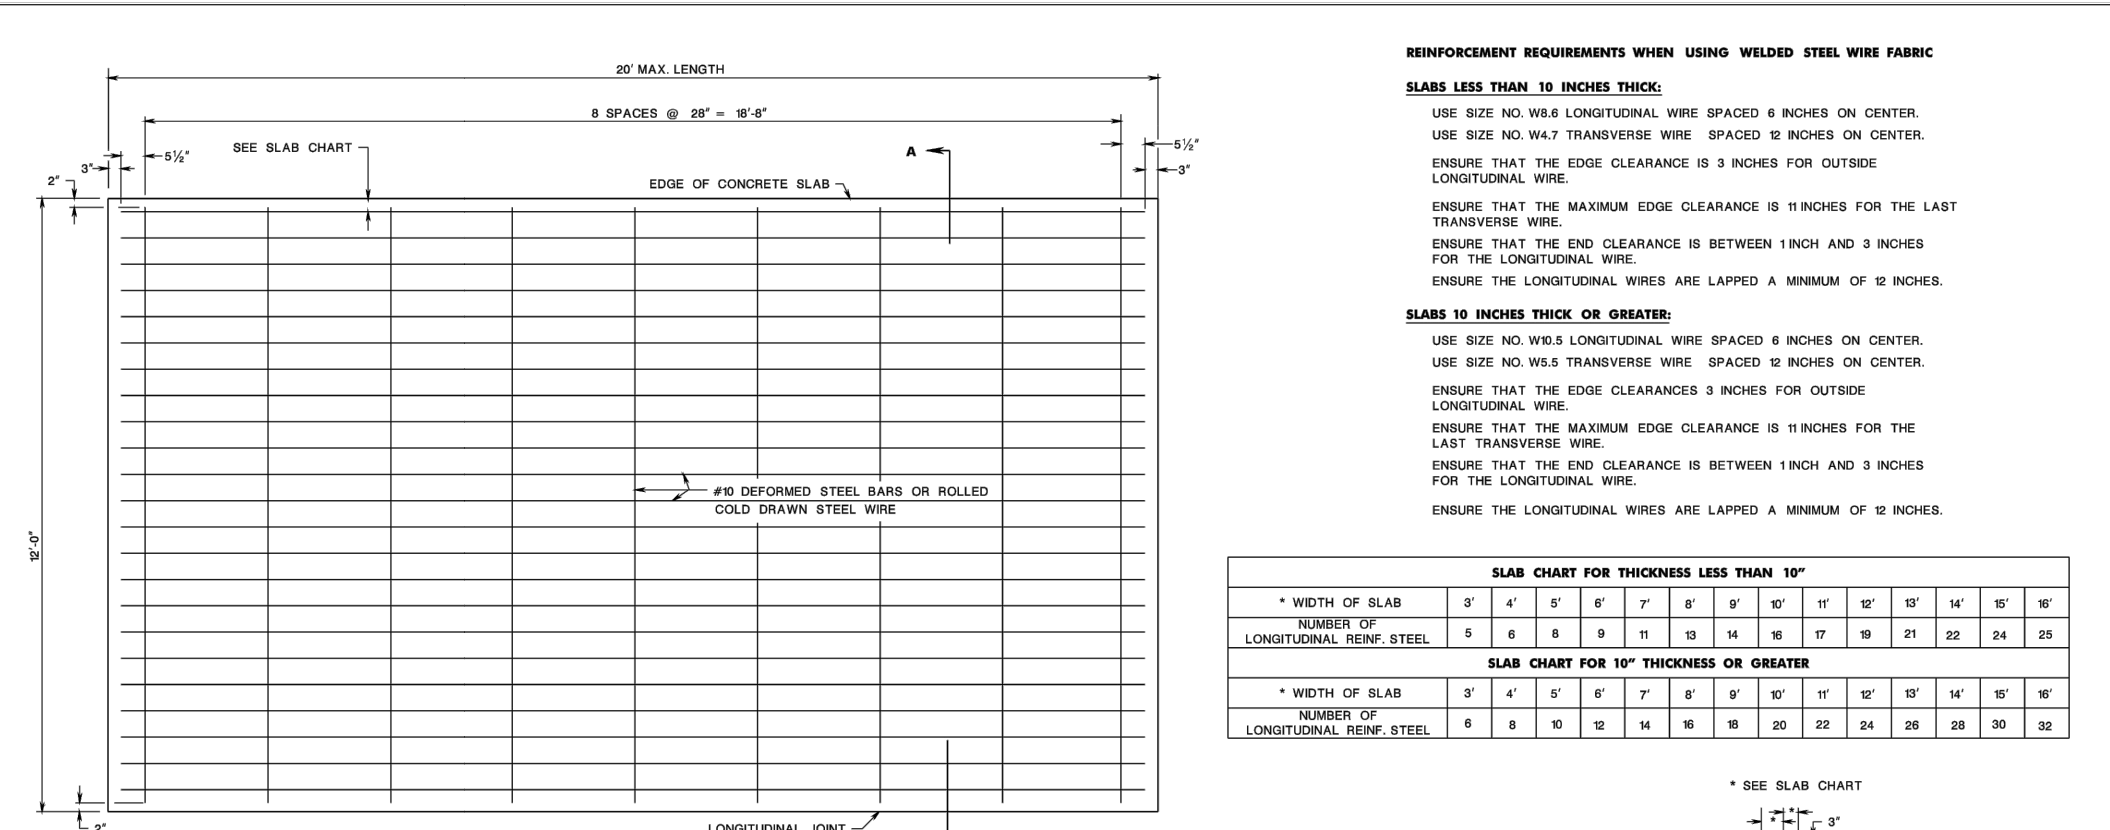 20' MAX. LENGTH
8 SPACES @ 28" = 18'-8"
SEE SLAB CHART
5½"
3"
2"
A
5½"
3"
EDGE OF CONCRETE SLAB
12'-0"
#10 DEFORMED STEEL BARS OR ROLLED
COLD DRAWN STEEL WIRE
2"
LONGITUDINAL JOINT
REINFORCEMENT REQUIREMENTS WHEN USING WELDED STEEL WIRE FABRIC
SLABS LESS THAN 10 INCHES THICK:
USE SIZE NO. W8.6 LONGITUDINAL WIRE SPACED 6 INCHES ON CENTER.
USE SIZE NO. W4.7 TRANSVERSE WIRE SPACED 12 INCHES ON CENTER.
ENSURE THAT THE EDGE CLEARANCE IS 3 INCHES FOR OUTSIDE
LONGITUDINAL WIRE.
ENSURE THAT THE MAXIMUM EDGE CLEARANCE IS 11 INCHES FOR THE LAST
TRANSVERSE WIRE.
ENSURE THAT THE END CLEARANCE IS BETWEEN 1 INCH AND 3 INCHES
FOR THE LONGITUDINAL WIRE.
ENSURE THE LONGITUDINAL WIRES ARE LAPPED A MINIMUM OF 12 INCHES.
SLABS 10 INCHES THICK OR GREATER:
USE SIZE NO. W10.5 LONGITUDINAL WIRE SPACED 6 INCHES ON CENTER.
USE SIZE NO. W5.5 TRANSVERSE WIRE SPACED 12 INCHES ON CENTER.
ENSURE THAT THE EDGE CLEARANCES 3 INCHES FOR OUTSIDE
LONGITUDINAL WIRE.
ENSURE THAT THE MAXIMUM EDGE CLEARANCE IS 11 INCHES FOR THE
LAST TRANSVERSE WIRE.
ENSURE THAT THE END CLEARANCE IS BETWEEN 1 INCH AND 3 INCHES
FOR THE LONGITUDINAL WIRE.
ENSURE THE LONGITUDINAL WIRES ARE LAPPED A MINIMUM OF 12 INCHES.
SLAB CHART FOR THICKNESS LESS THAN 10"
* WIDTH OF SLAB 3' 4' 5' 6' 7' 8' 9' 10' 11' 12' 13' 14' 15' 16'
NUMBER OF
LONGITUDINAL REINF. STEEL 5 6 8 9 11 13 14 16 17 19 21 22 24 25
SLAB CHART FOR 10" THICKNESS OR GREATER
* WIDTH OF SLAB 3' 4' 5' 6' 7' 8' 9' 10' 11' 12' 13' 14' 15' 16'
NUMBER OF
LONGITUDINAL REINF. STEEL 6 8 10 12 14 16 18 20 22 24 26 28 30 32
* SEE SLAB CHART
*
* 3"